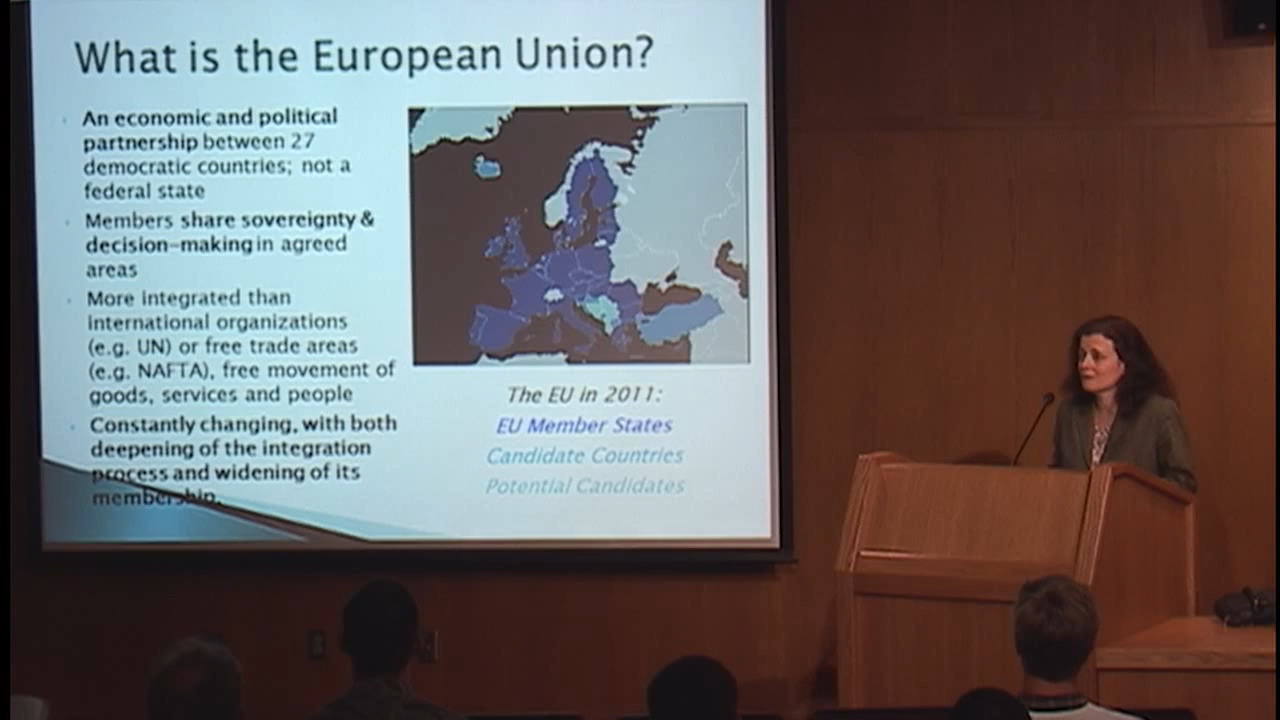 What is the European Union?
An economic and political
partnership between 27
democratic countries; not a
federal state
Members share sovereignty &
decision-making in agreed
areas
More integrated than
international organizations
(e.g. UN) or free trade areas
(e.g. NAFTA), free movement of
goods, services and people
Constantly changing, with both
deepening of the integration
process and widening of its
membership.
The EU in 2011:
EU Member States
Candidate Countries
Potential Candidates